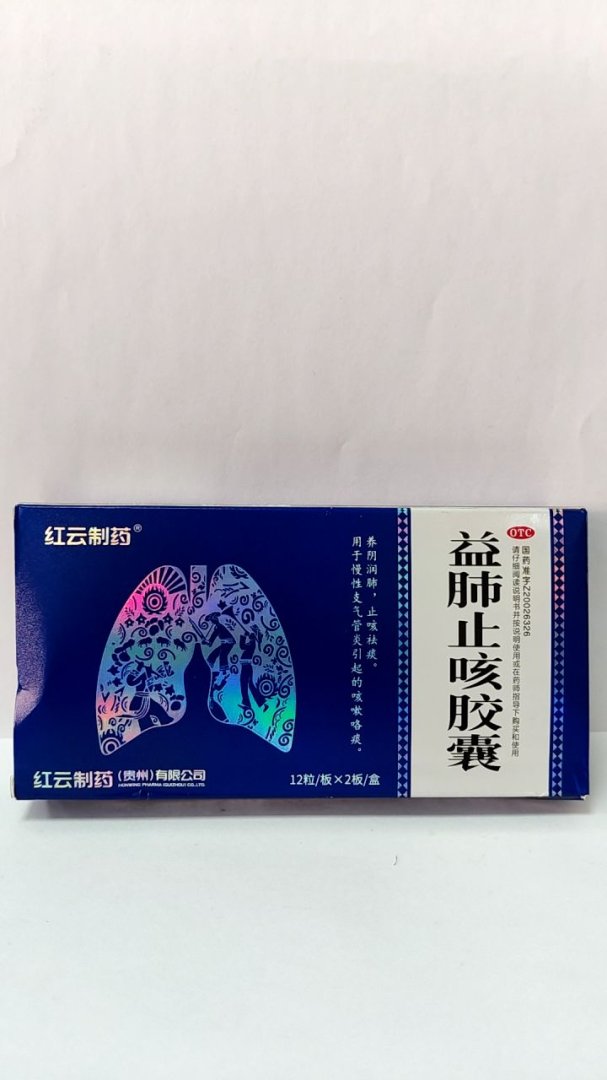 红云制药®
养阴润肺，止咳祛痰。
用于慢性支气管炎引起的咳嗽咯痰。
OTC
国药准字Z20026326
请仔细阅读说明书并按说明使用或在药师指导下购买和使用
益肺止咳胶囊
红云制药(贵州)有限公司
HONWING PHARMA (GUIZHOU) CO.,LTD.
12粒/板×2板/盒